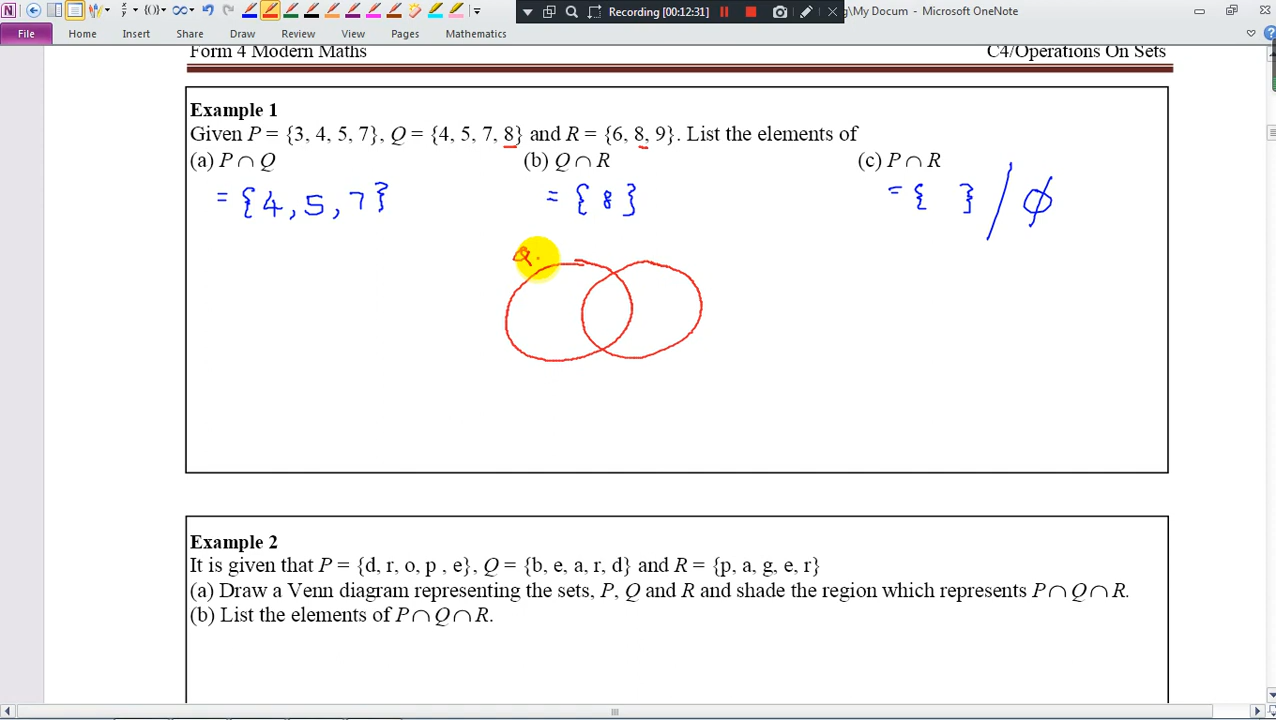 Recording [00:12:31]
g\My Docum - Microsoft OneNote
File Home Insert Share Draw Review Pages Mathematics
Form 4 Modern Maths C4/Operations On Sets
Example 1
Given P = {3, 4, 5, 7}, Q = {4, 5, 7, 8} and R = {6, 8, 9}. List the elements of
(a) P ∩ Q (b) Q ∩ R (c) P ∩ R
= {4, 5, 7} = { 8 } = { } / ∅
Q
Example 2
It is given that P = {d, r, o, p , e}, Q = {b, e, a, r, d} and R = {p, a, g, e, r}
(a) Draw a Venn diagram representing the sets, P, Q and R and shade the region which represents P ∩ Q ∩ R.
(b) List the elements of P ∩ Q ∩ R.